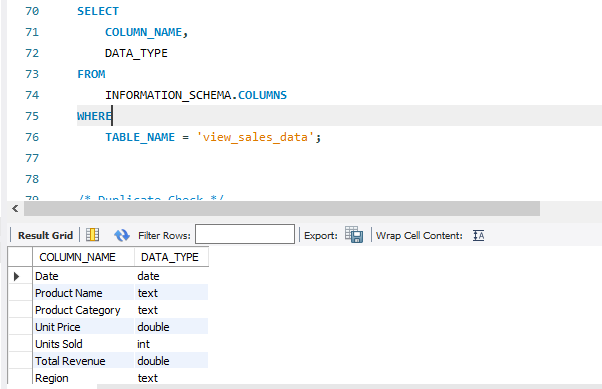 70 SELECT
71 COLUMN_NAME,
72 DATA_TYPE
73 FROM
74 INFORMATION_SCHEMA.COLUMNS
75 WHERE
76 TABLE_NAME = 'view_sales_data';
77
78
79 /* Duplicate Check */
Result Grid Filter Rows: Export: Wrap Cell Content:
COLUMN_NAME DATA_TYPE
Date date
Product Name text
Product Category text
Unit Price double
Units Sold int
Total Revenue double
Region text